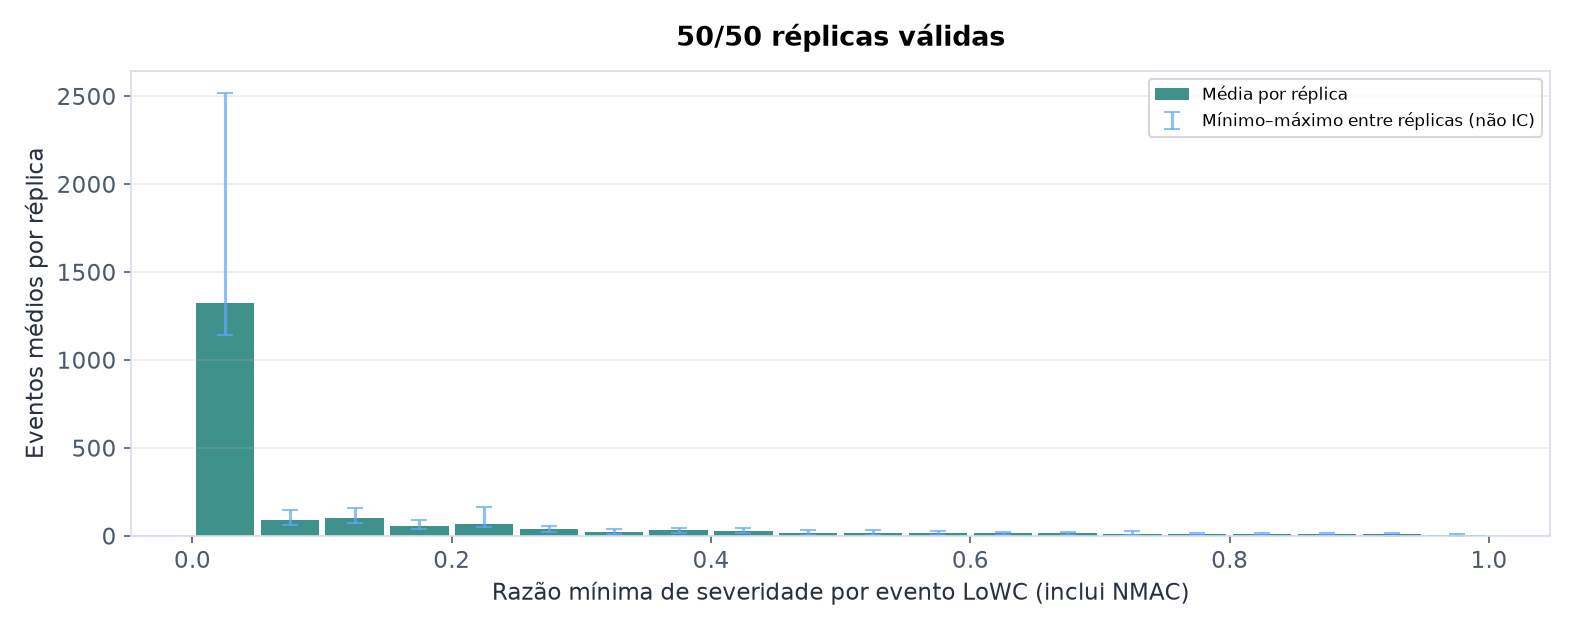 50/50 réplicas válidas
Eventos médios por réplica
2500
2000
1500
1000
500
0
Média por réplica
Mínimo–máximo entre réplicas (não IC)
0.0 0.2 0.4 0.6 0.8 1.0
Razão mínima de severidade por evento LoWC (inclui NMAC)